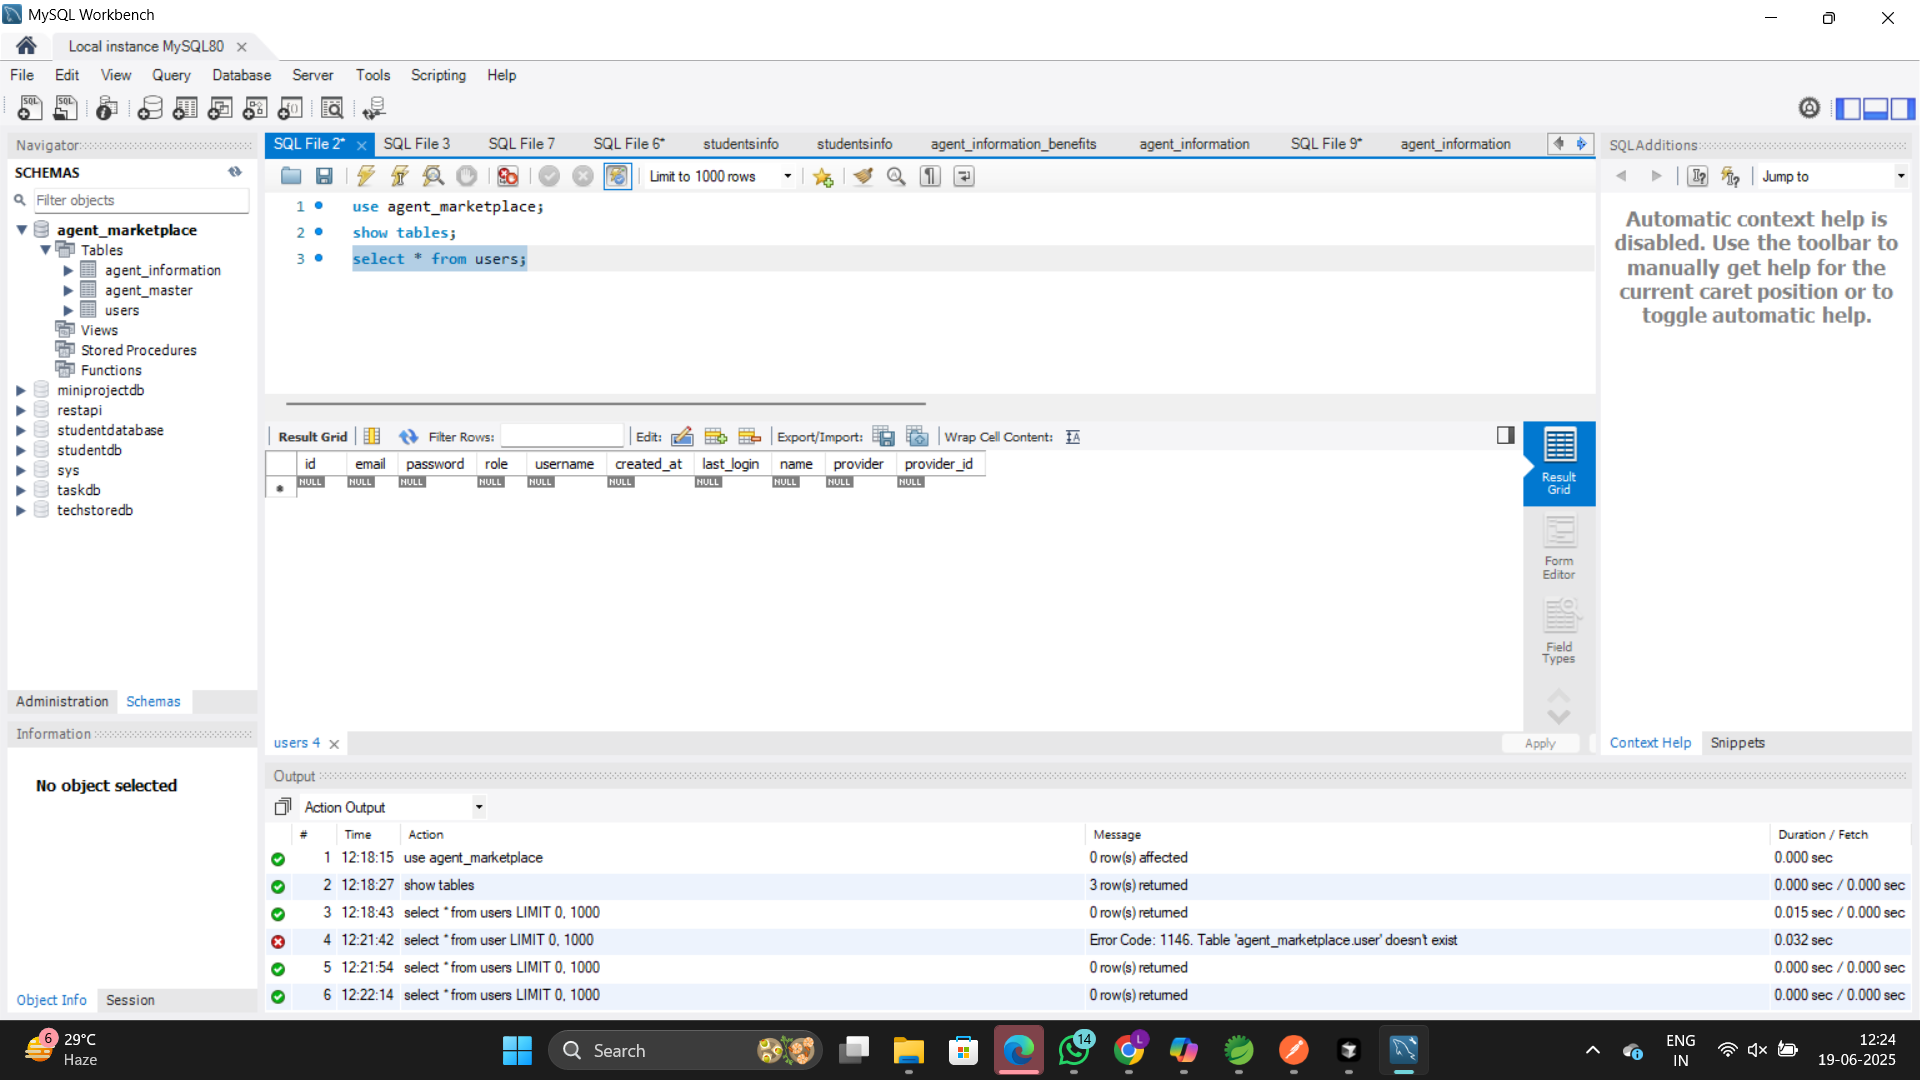 MySQL Workbench
Local instance MySQL80
File Edit View Query Database Server Tools Scripting Help
Navigator
SCHEMAS
Filter objects
agent_marketplace
Tables
agent_information
agent_master
users
Views
Stored Procedures
Functions
miniprojectdb
restapi
studentdatabase
studentdb
sys
taskdb
techstoredb
Administration Schemas
Information
No object selected
Object Info Session
SQL File 2* SQL File 3 SQL File 7 SQL File 6* studentsinfo studentsinfo agent_information_benefits agent_information SQL File 9* agent_information
Limit to 1000 rows
1 use agent_marketplace;
2 show tables;
3 select * from users;
Result Grid Filter Rows: Edit: Export/Import: Wrap Cell Content:
id email password role username created_at last_login name provider provider_id
NULL NULL NULL NULL NULL NULL NULL NULL NULL NULL
Result
Grid
Form
Editor
Field
Types
users 4
Apply
SQLAdditions
Jump to
Automatic context help is
disabled. Use the toolbar to
manually get help for the
current caret position or to
toggle automatic help.
Context Help Snippets
Output
Action Output
# Time Action Message Duration / Fetch
1 12:18:15 use agent_marketplace 0 row(s) affected 0.000 sec
2 12:18:27 show tables 3 row(s) returned 0.000 sec / 0.000 sec
3 12:18:43 select * from users LIMIT 0, 1000 0 row(s) returned 0.015 sec / 0.000 sec
4 12:21:42 select * from user LIMIT 0, 1000 Error Code: 1146. Table 'agent_marketplace.user' doesn't exist 0.032 sec
5 12:21:54 select * from users LIMIT 0, 1000 0 row(s) returned 0.000 sec / 0.000 sec
6 12:22:14 select * from users LIMIT 0, 1000 0 row(s) returned 0.000 sec / 0.000 sec
6
29°C
Haze
Search
14
L
ENG
IN
12:24
19-06-2025